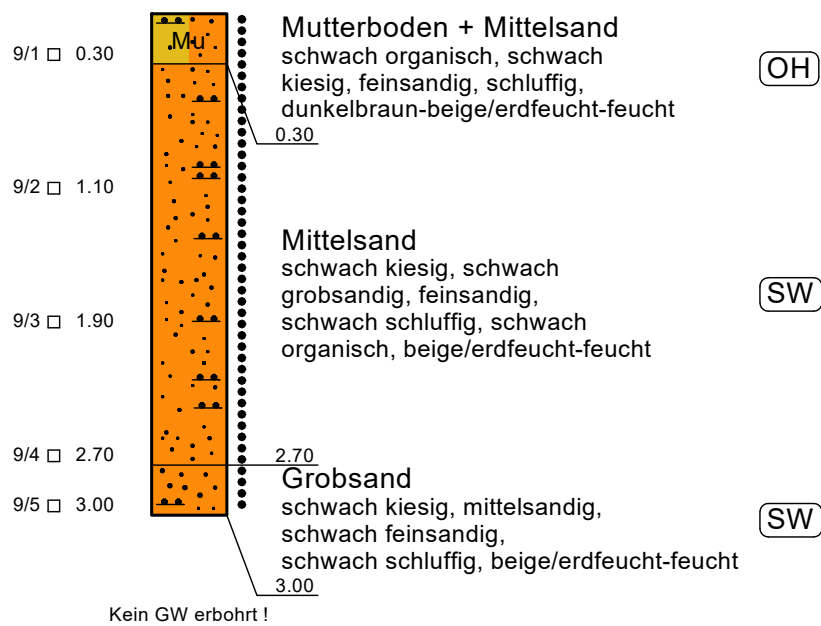 Mutterboden + Mittelsand
schwach organisch, schwach
kiesig, feinsandig, schluffig,
dunkelbraun-beige/erdfeucht-feucht
Mu
9/1 0.30
OH
0.30
9/2 1.10
Mittelsand
schwach kiesig, schwach
grobsandig, feinsandig,
schwach schluffig, schwach
organisch, beige/erdfeucht-feucht
SW
9/3 1.90
9/4 2.70
2.70
Grobsand
schwach kiesig, mittelsandig,
schwach feinsandig,
schwach schluffig, beige/erdfeucht-feucht
9/5 3.00
SW
3.00
Kein GW erbohrt !